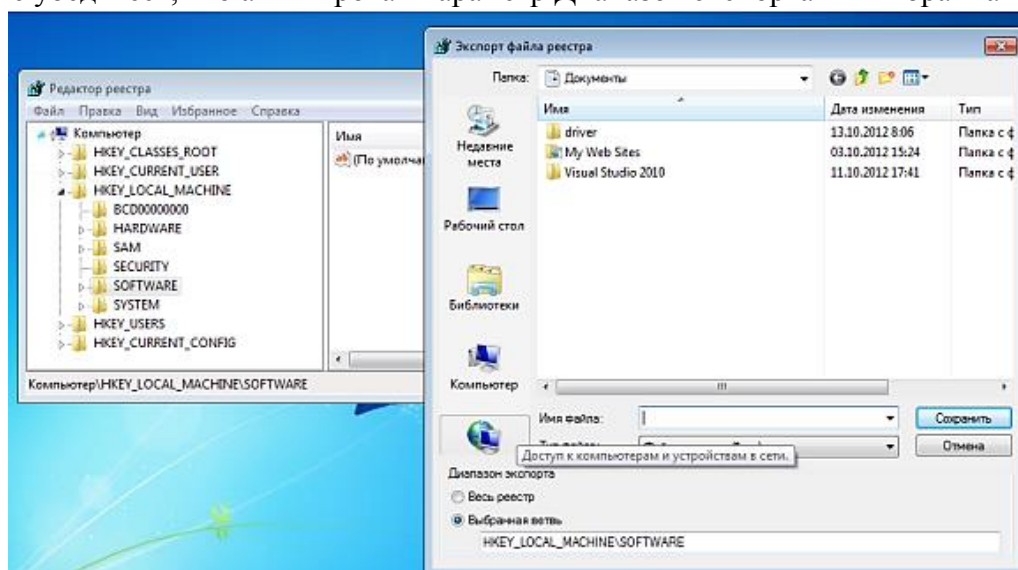 Экспорт файла реестра
Папка: Документы
Имя Дата изменения Тип
driver 13.10.2012 8:06 Папка с ф
My Web Sites 03.10.2012 15:24 Папка с ф
Visual Studio 2010 11.10.2012 17:41 Папка с ф
Недавние места
Рабочий стол
Библиотеки
Компьютер
Имя файла:
Сохранить
Отмена
Доступ к компьютерам и устройствам в сети.
Диапазон экспорта
Весь реестр
Выбранная ветвь
HKEY_LOCAL_MACHINE\SOFTWARE
Редактор реестра
Файл Правка Вид Избранное Справка
Компьютер
HKEY_CLASSES_ROOT
HKEY_CURRENT_USER
HKEY_LOCAL_MACHINE
BCD00000000
HARDWARE
SAM
SECURITY
SOFTWARE
SYSTEM
HKEY_USERS
HKEY_CURRENT_CONFIG
Имя
(По умолча
Компьютер\HKEY_LOCAL_MACHINE\SOFTWARE